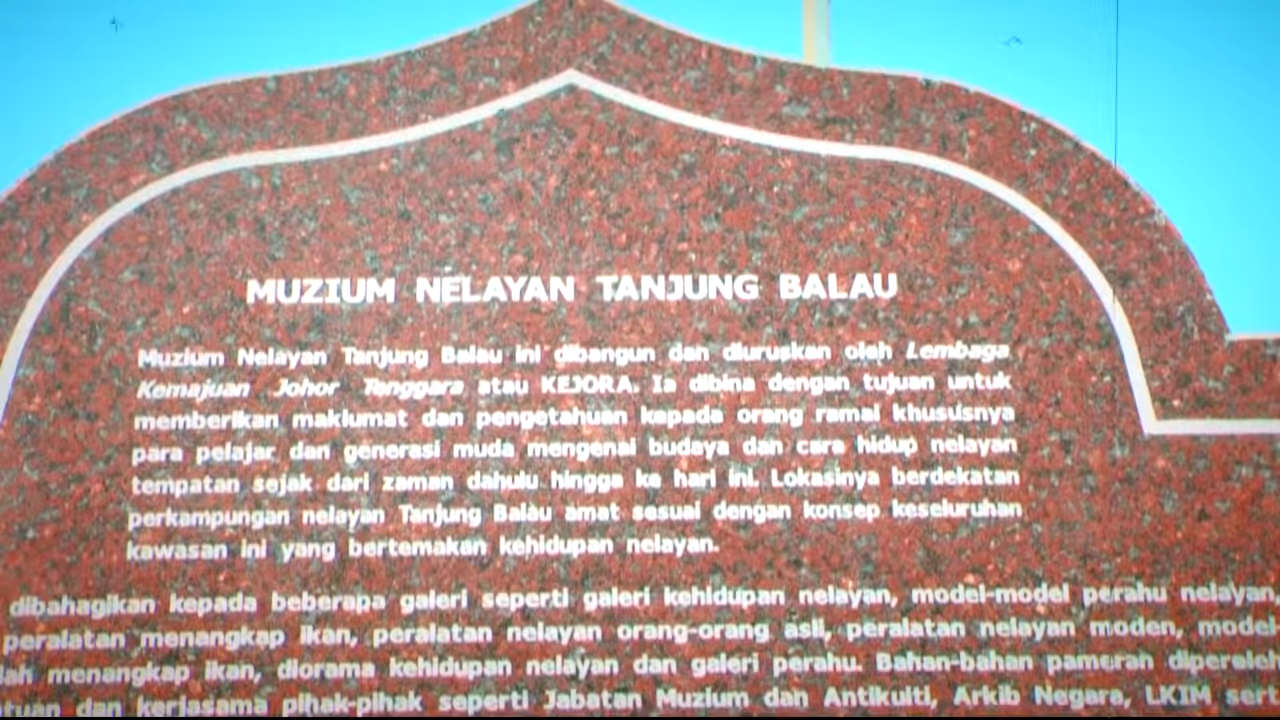 MUZIUM NELAYAN TANJUNG BALAU
Muzium Nelayan Tanjung Balau ini dibangun dan diuruskan oleh Lembaga
Kemajuan Johor Tenggara atau KEJORA. Ia dibina dengan tujuan untuk
memberikan maklumat dan pengetahuan kepada orang ramai khususnya
para pelajar dan generasi muda mengenai budaya dan cara hidup nelayan
tempatan sejak dari zaman dahulu hingga ke hari ini. Lokasinya berdekatan
perkampungan nelayan Tanjung Balau amat sesuai dengan konsep keseluruhan
kawasan ini yang bertemakan kehidupan nelayan.
dibahagikan kepada beberapa galeri seperti galeri kehidupan nelayan, model-model perahu nelayan,
peralatan menangkap ikan, peralatan nelayan orang-orang asli, peralatan nelayan moden, model
menangkap ikan, diorama kehidupan nelayan dan galeri perahu. Bahan-bahan pameran diperoleh
dan kerjasama pihak-pihak seperti Jabatan Muzium dan Antikuiti, Arkib Negara, LKIM